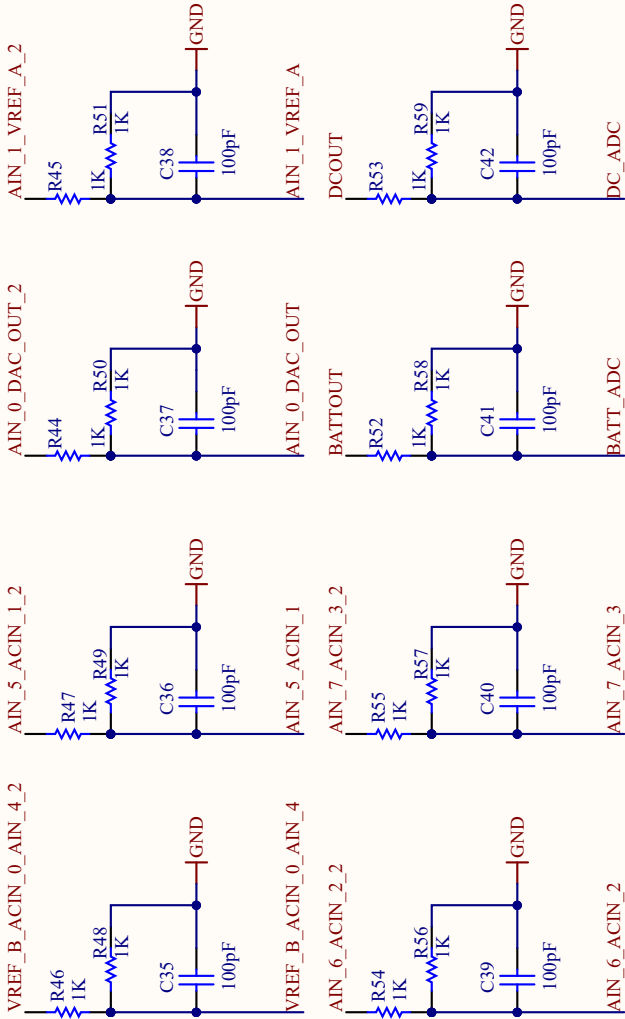 AIN_1_VREF_A_2
R45
1K
R51
1K
C38
100pF
GND
AIN_1_VREF_A
DCOUT
R53
1K
R59
1K
C42
100pF
GND
DC_ADC
AIN_0_DAC_OUT_2
R44
1K
R50
1K
C37
100pF
GND
AIN_0_DAC_OUT
BATTOUT
R52
1K
R58
1K
C41
100pF
GND
BATT_ADC
AIN_5_ACIN_1_2
R47
1K
R49
1K
C36
100pF
GND
AIN_5_ACIN_1
AIN_7_ACIN_3_2
R55
1K
R57
1K
C40
100pF
GND
AIN_7_ACIN_3
VREF_B_ACIN_0_AIN_4_2
R46
1K
R48
1K
C35
100pF
GND
VREF_B_ACIN_0_AIN_4
AIN_6_ACIN_2_2
R54
1K
R56
1K
C39
100pF
GND
AIN_6_ACIN_2